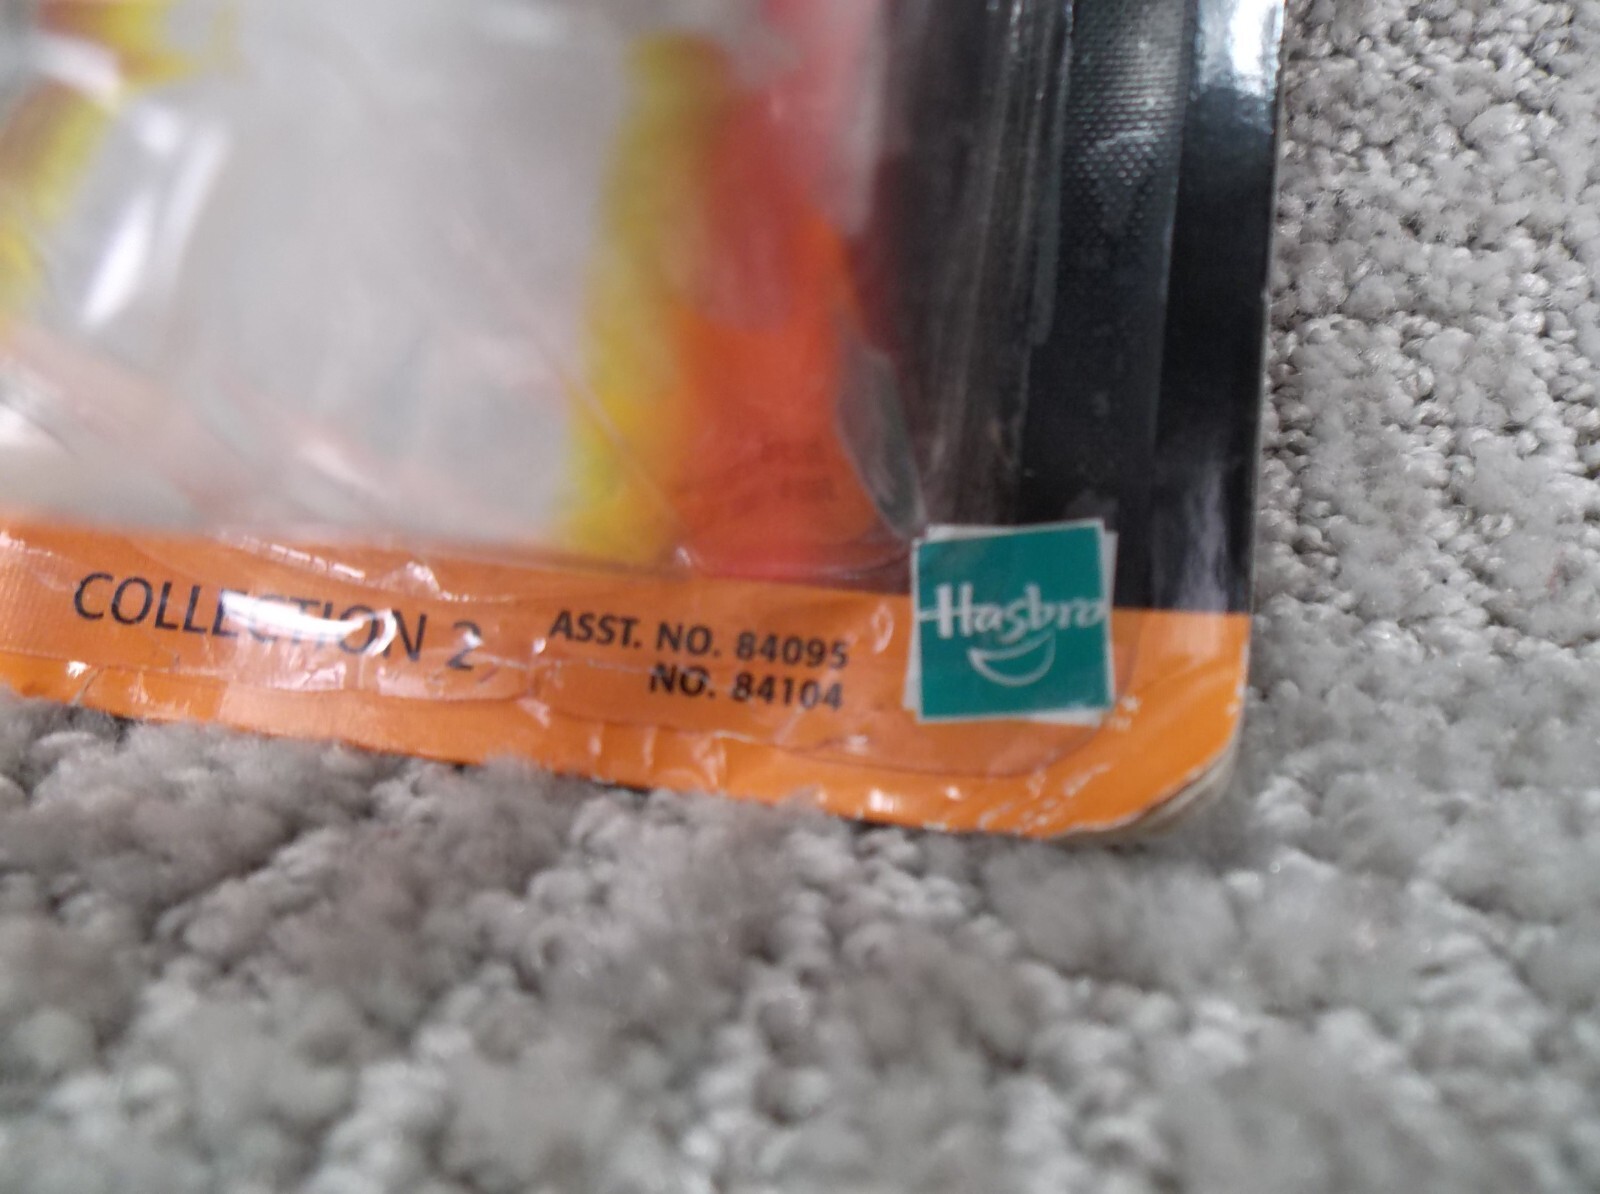 COLLECTION 2
ASST. NO. 84095
NO. 84104
Hasbro